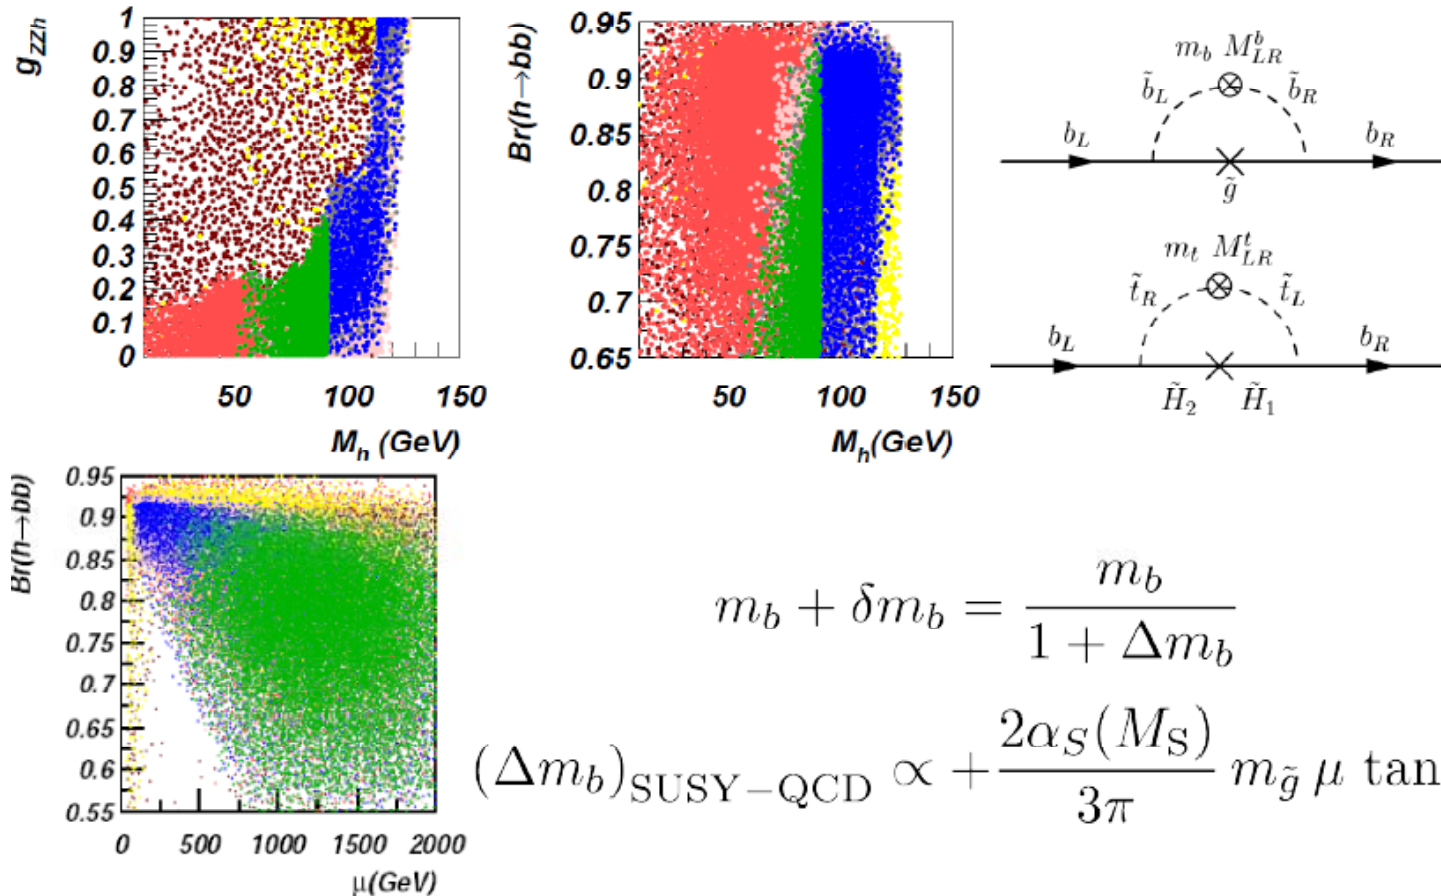 g_ZZh
1
0.9
0.8
0.7
0.6
0.5
0.4
0.3
0.2
0.1
0
50
100
150
M_h (GeV)
Br(h→bb)
0.95
0.9
0.85
0.8
0.75
0.7
0.65
50
100
150
M_h(GeV)
m_b M^b_LR
b̃_L
b̃_R
b_L
b_R
g̃
m_t M^t_LR
t̃_R
t̃_L
b_L
b_R
H̃_2
H̃_1
Br(h→bb)
0.95
0.9
0.85
0.8
0.75
0.7
0.65
0.6
0.55
0
500
1000
1500
2000
μ(GeV)
m_b + δm_b = m_b / (1 + Δm_b)
(Δm_b)_SUSY−QCD ∝ + 2α_S(M_S) / 3π m_g̃ μ tan